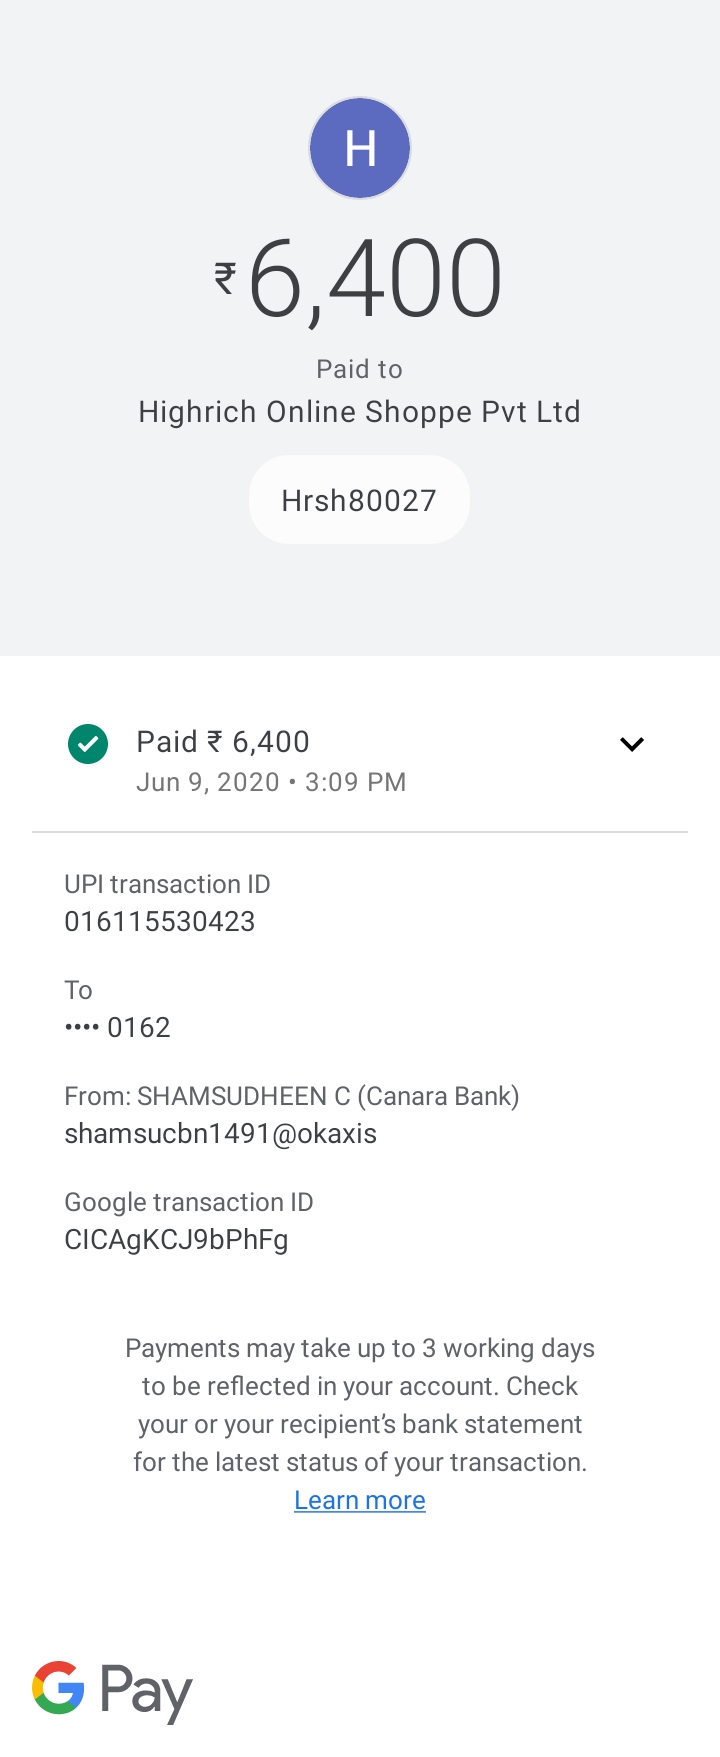 H
₹6,400
Paid to
Highrich Online Shoppe Pvt Ltd
Hrsh80027
Paid ₹ 6,400
Jun 9, 2020 • 3:09 PM
UPI transaction ID
016115530423
To
•••• 0162
From: SHAMSUDHEEN C (Canara Bank)
shamsucbn1491@okaxis
Google transaction ID
CICAgKCJ9bPhFg
Payments may take up to 3 working days
to be reflected in your account. Check
your or your recipient's bank statement
for the latest status of your transaction.
Learn more
G Pay